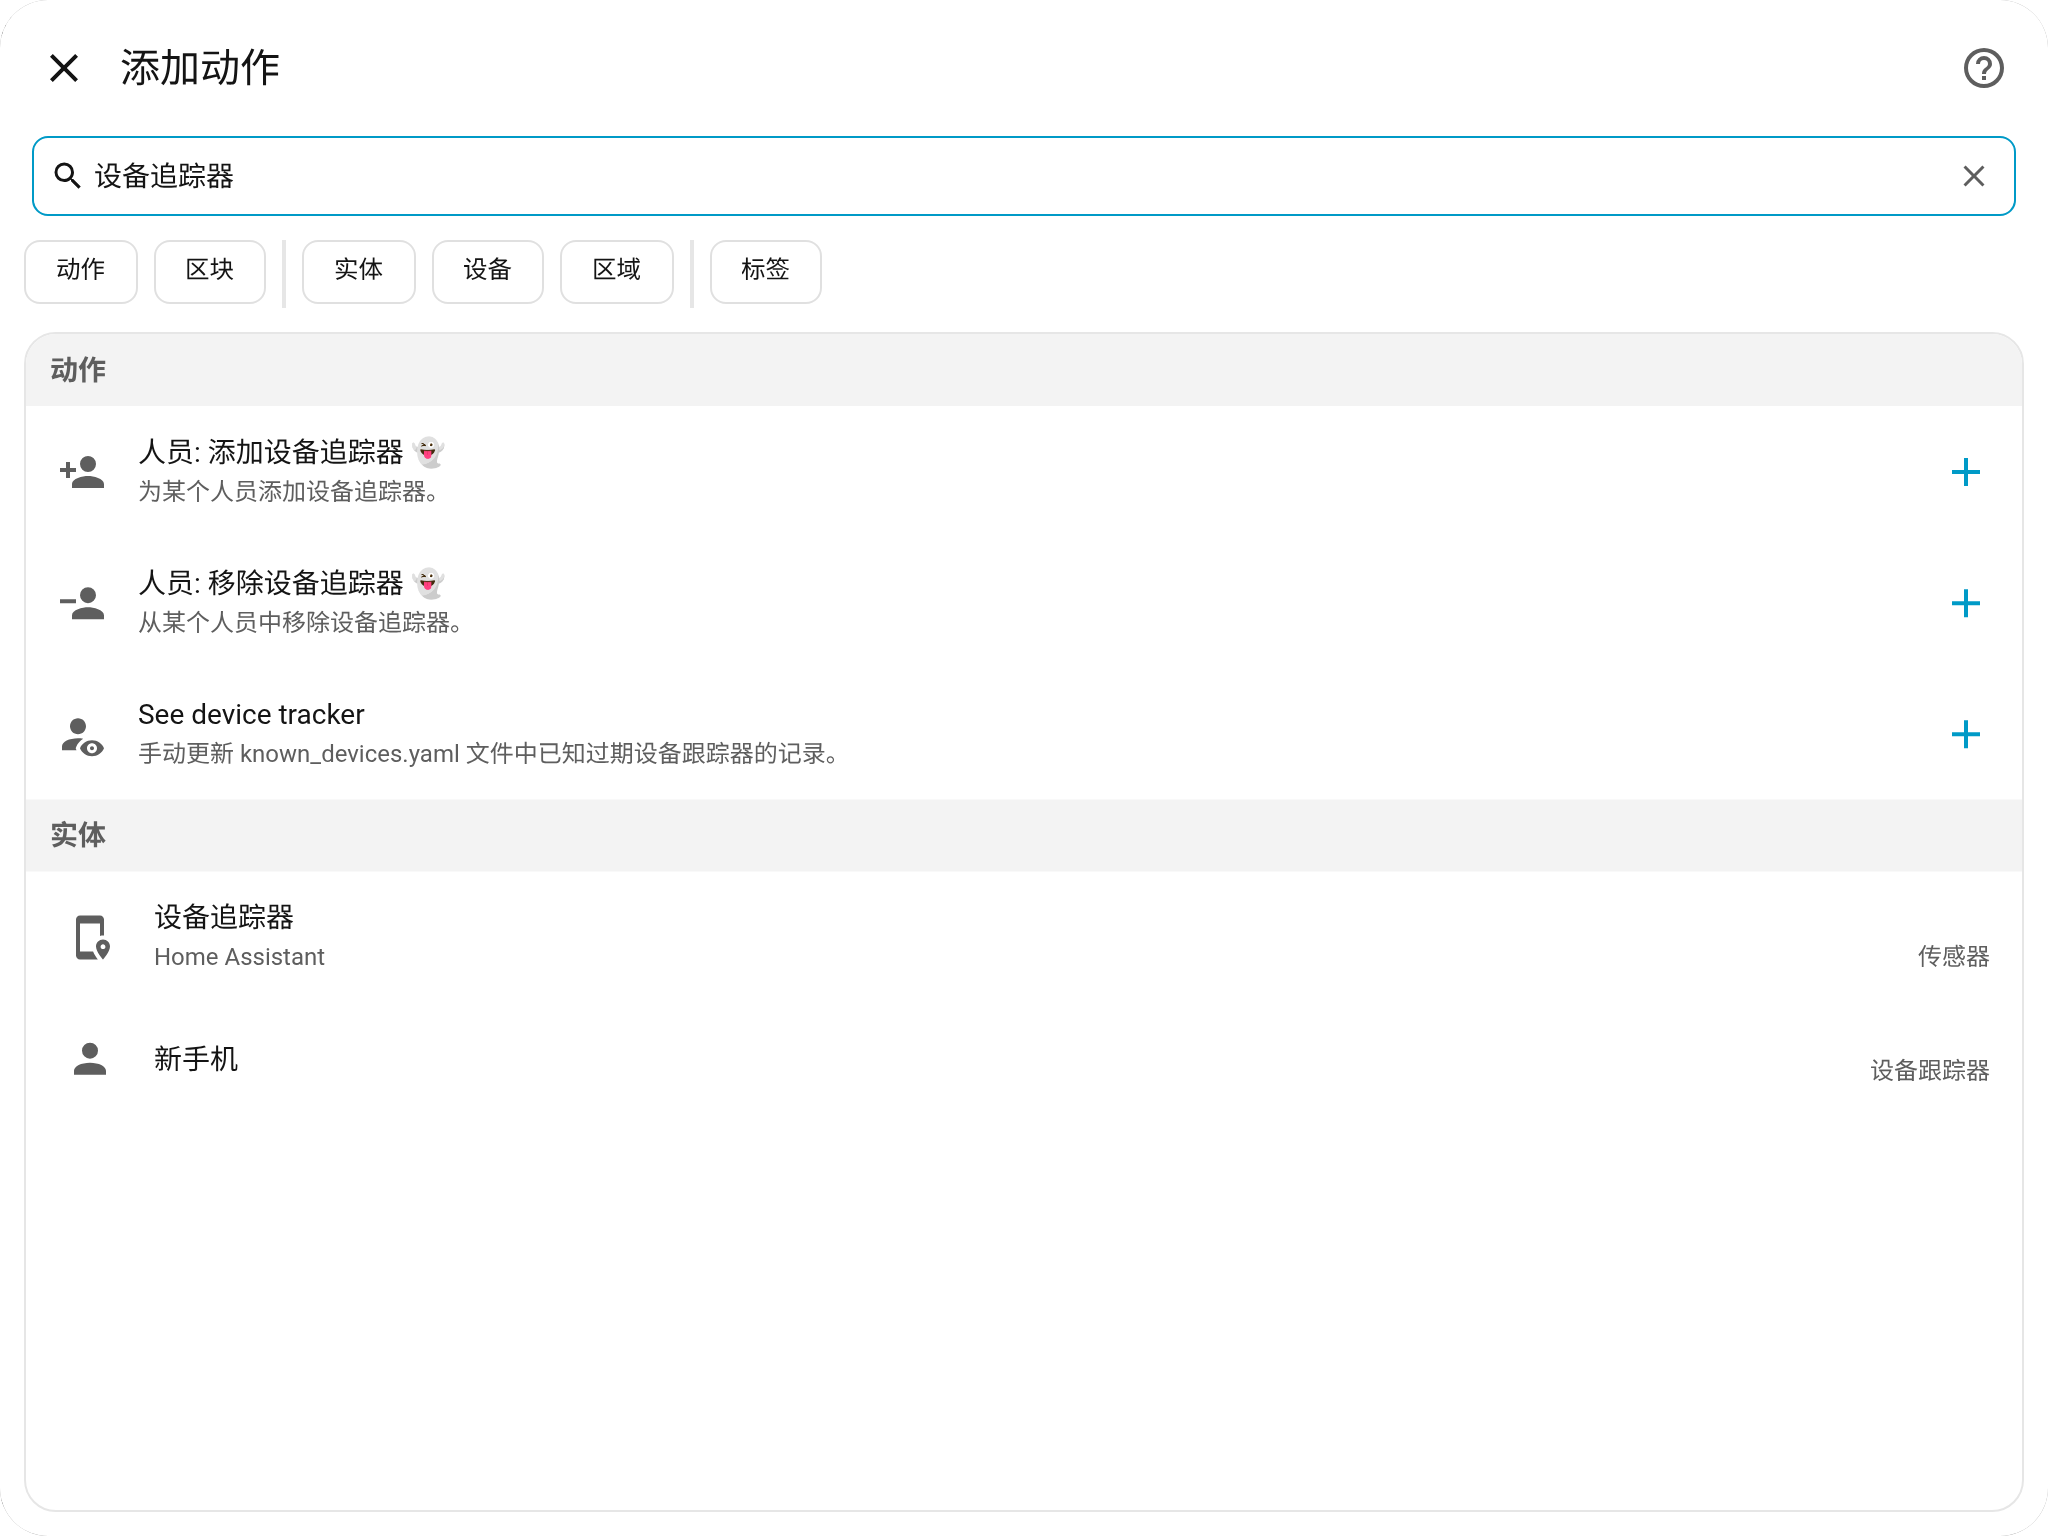 添加动作
设备追踪器
动作 区块 实体 设备 区域 标签
动作
人员: 添加设备追踪器 👻
为某个人员添加设备追踪器。
人员: 移除设备追踪器 👻
从某个人员中移除设备追踪器。
See device tracker
手动更新 known_devices.yaml 文件中已知过期设备跟踪器的记录。
实体
设备追踪器
Home Assistant 传感器
新手机 设备跟踪器